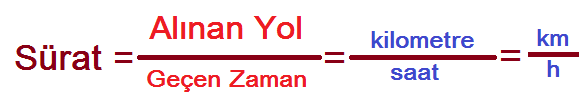 Sürat = Alınan Yol / Geçen Zaman = kilometre / saat = km / h